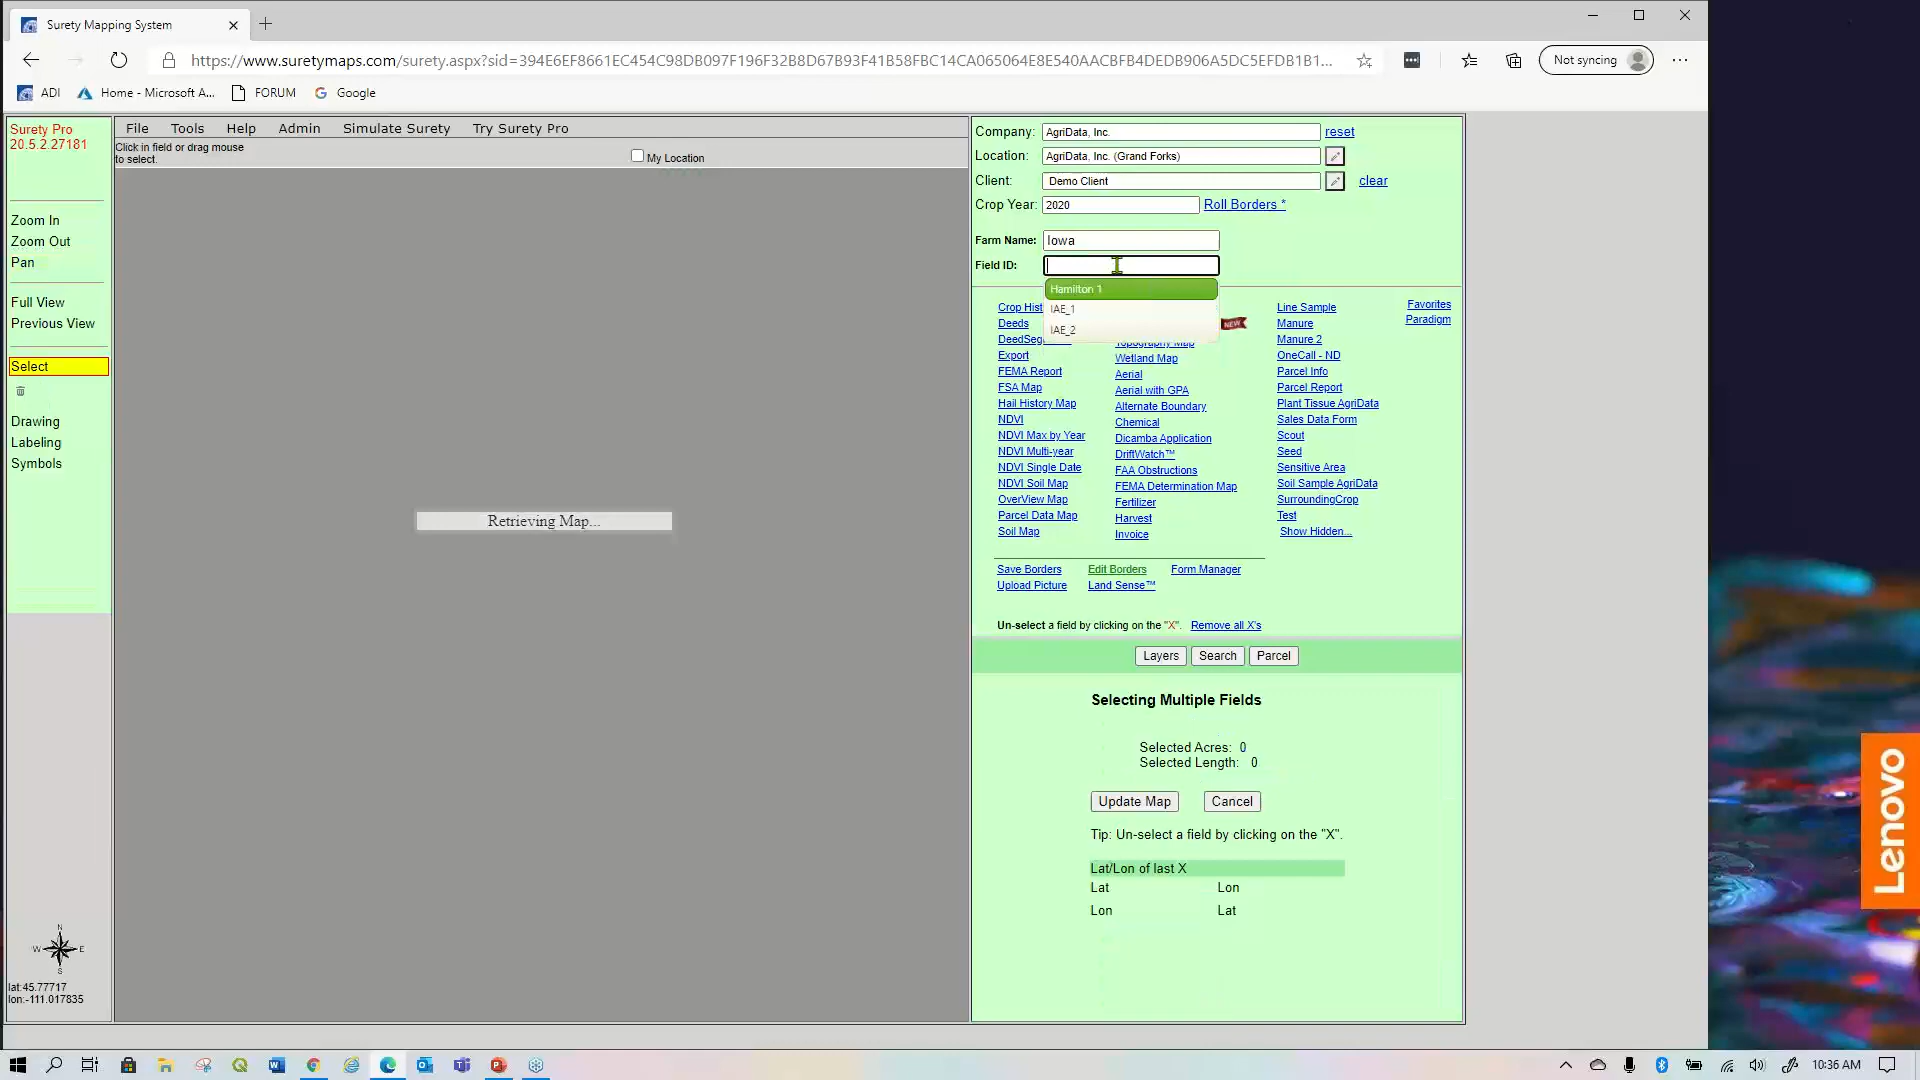 Surety Mapping System
https://www.suretymaps.com/surety.aspx?sid=394E6EF8661EC454C98DB097F196F32B8D67B93F41B58FBC14CA065064E8E540AACBFB4DEDB906A5DC5EFDB1B1...
Not syncing
ADI
Home - Microsoft A...
FORUM
Google
Surety Pro
20.5.2.27181
File Tools Help Admin Simulate Surety Try Surety Pro
Click in field or drag mouse
to select.
My Location
Zoom In
Zoom Out
Pan
Full View
Previous View
Select
Drawing
Labeling
Symbols
N
W E
S
lat:45.77717
lon:-111.017835
Retrieving Map...
Company: AgriData, Inc. reset
Location: AgriData, Inc. (Grand Forks)
Client: Demo Client clear
Crop Year: 2020 Roll Borders *
Farm Name: Iowa
Field ID:
Hamilton 1
IAE_1
IAE_2
Crop Hist
Deeds
DeedSeg
Export
FEMA Report
FSA Map
Hail History Map
NDVI
NDVI Max by Year
NDVI Multi-year
NDVI Single Date
NDVI Soil Map
OverView Map
Parcel Data Map
Soil Map
NEW
Topography Map
Wetland Map
Aerial
Aerial with GPA
Alternate Boundary
Chemical
Dicamba Application
DriftWatch™
FAA Obstructions
FEMA Determination Map
Fertilizer
Harvest
Invoice
Line Sample
Manure
Manure 2
OneCall - ND
Parcel Info
Parcel Report
Plant Tissue AgriData
Sales Data Form
Scout
Seed
Sensitive Area
Soil Sample AgriData
SurroundingCrop
Test
Show Hidden...
Favorites
Paradigm
Save Borders Edit Borders Form Manager
Upload Picture Land Sense™
Un-select a field by clicking on the "X". Remove all X's
Layers Search Parcel
Selecting Multiple Fields
Selected Acres: 0
Selected Length: 0
Update Map Cancel
Tip: Un-select a field by clicking on the "X".
Lat/Lon of last X
Lat Lon
Lon Lat
Lenovo
10:36 AM